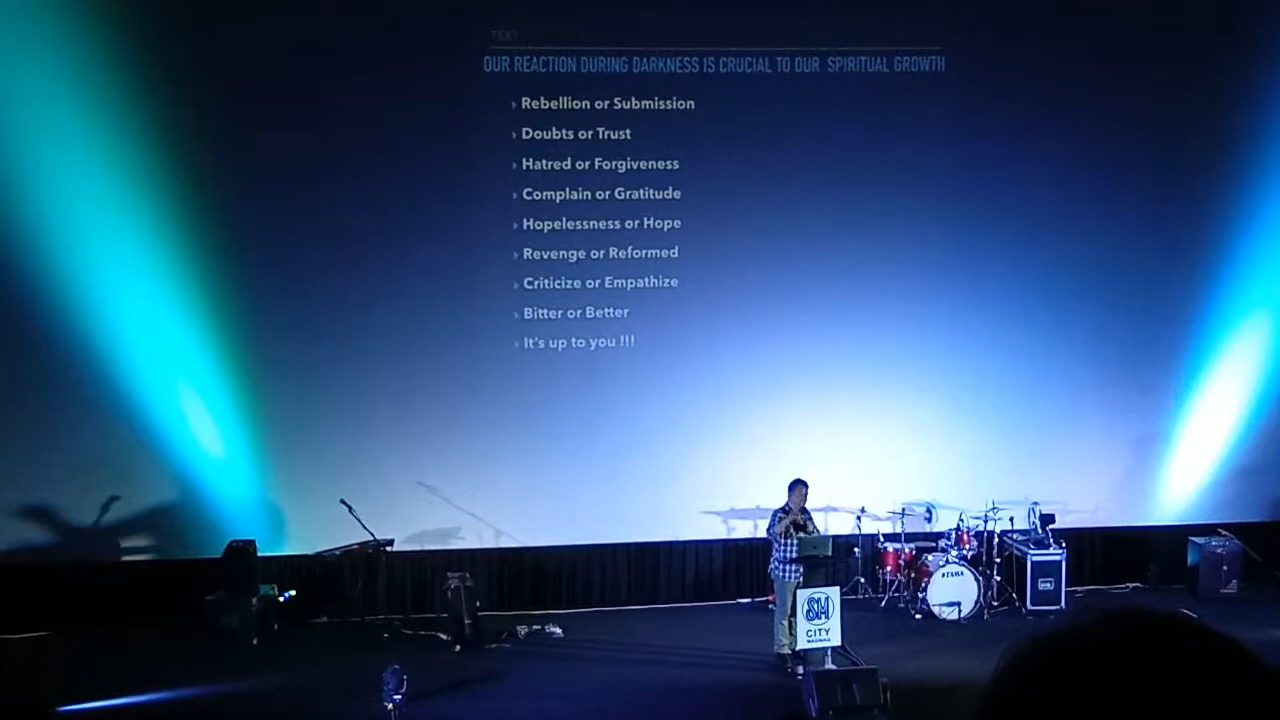 TEXT
OUR REACTION DURING DARKNESS IS CRUCIAL TO OUR SPIRITUAL GROWTH
Rebellion or Submission
Doubts or Trust
Hatred or Forgiveness
Complain or Gratitude
Hopelessness or Hope
Revenge or Reformed
Criticize or Empathize
Bitter or Better
It's up to you !!!
TAMA
SM
CITY